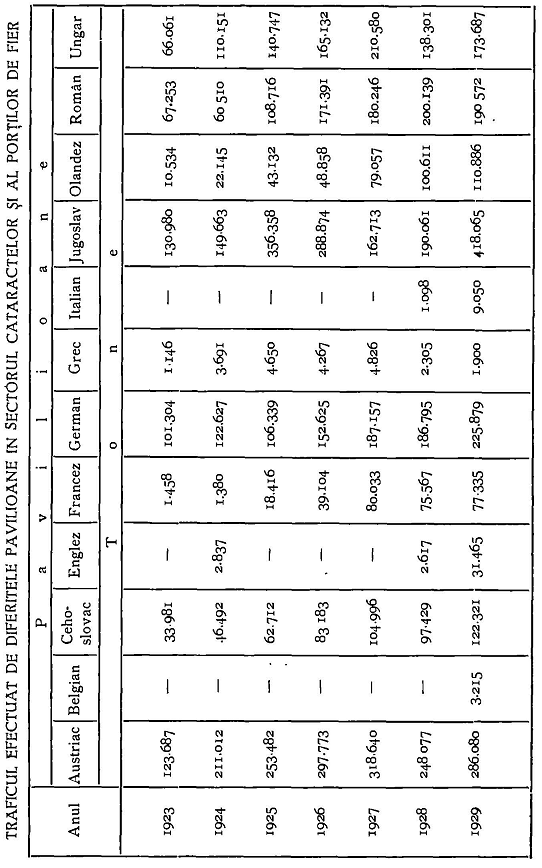 TRAFICUL EFECTUAT DE DIFERITELE PAVILIOANE IN SECTORUL CATARACTELOR ȘI AL PORȚILOR DE FIER
Anul P a v i l i o a n e
Austriac Belgian Ceho-slovac Englez Francez German Grec Italian Jugoslav Olandez Român Ungar
T o n e
1923 123.687 — 33.981 — 1.458 101.304 1.146 — 130.980 10.534 67.253 66.061
1924 211.012 — 46.492 2.837 1.380 122.627 3.691 — 149.663 22.145 60 510 110.151
1925 253.482 — 62.712 — 18.416 106.339 4.650 — 356.358 43.132 108.716 140.747
1926 297.773 — 83 183 — 39.104 152.625 4.267 — 288.874 48.858 171.391 165.132
1927 318.640 — 104.996 — 80.033 187.157 4.826 — 162.713 79.057 180.246 210.580
1928 248 077 — 97.429 2.617 75.567 186.795 2.305 1.098 190.061 100.611 200.139 138.301
1929 286.080 3.215 122.321 31.465 77.335 225.879 1.900 9.050 418.065 110.886 190.572 173.687